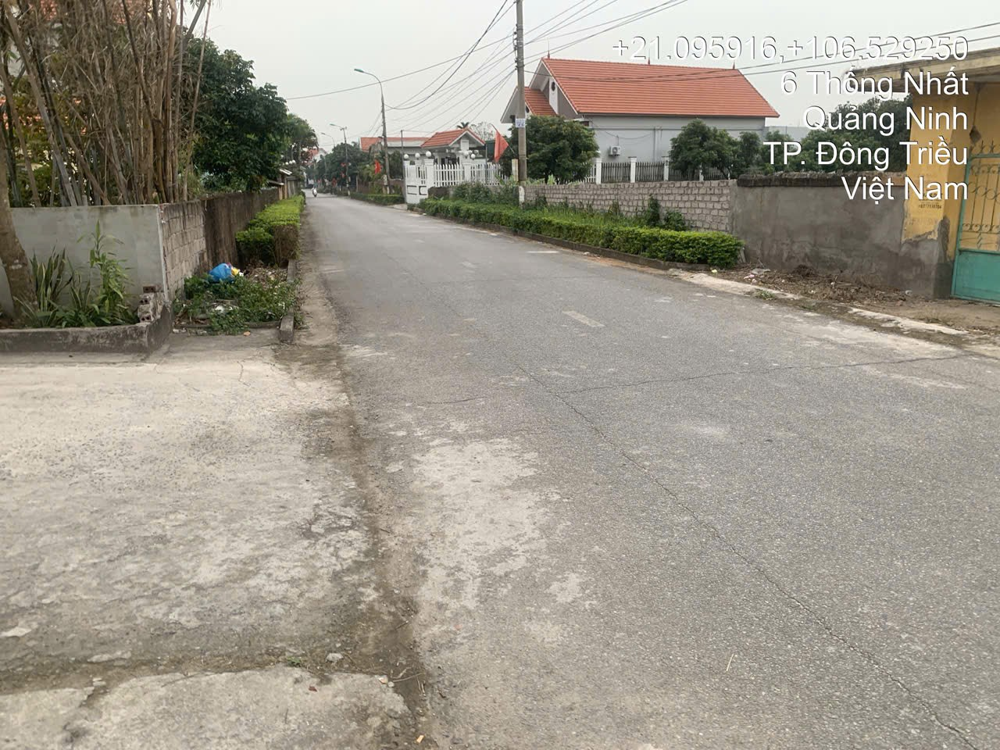 +21.095916,+106.529250
6 Thống Nhất
Quảng Ninh
TP. Đông Triều
Việt Nam